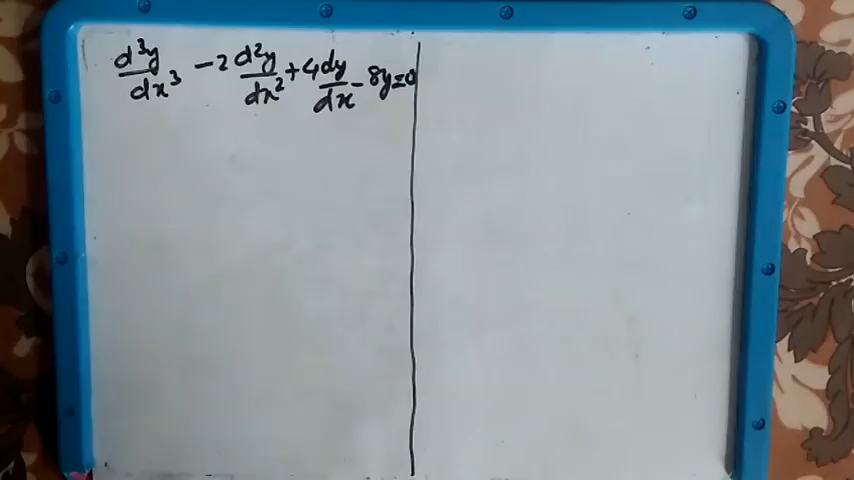 d³y/dx³ - 2 d²y/dx² + 4 dy/dx - 8y = 0